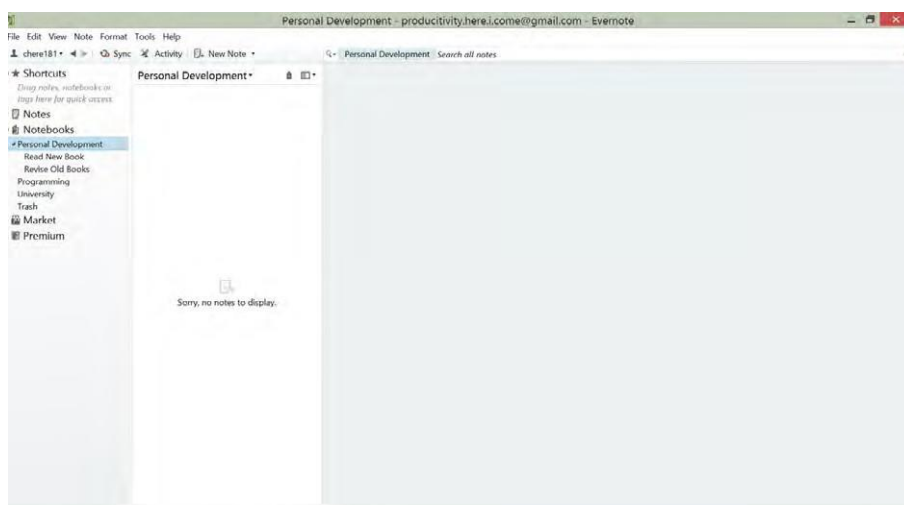 Personal Development - producitivity.here.i.come@gmail.com - Evernote
File Edit View Note Format Tools Help
chere181 Sync Activity New Note Personal Development Search all notes
Shortcuts
Drag notes, notebooks or
tags here for quick access.
Notes
Notebooks
Personal Development
Read New Book
Revise Old Books
Programming
University
Trash
Market
Premium
Personal Development
Sorry, no notes to display.